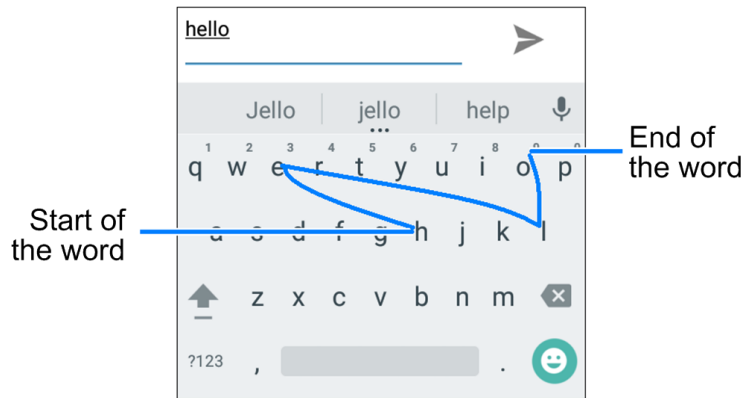 hello
Jello jello help
1 2 3 4 5 6 7 8 9 0
q w e r t y u i o p
End of
the word
Start of
the word
a s d f g h j k l
z x c v b n m
?123 , .